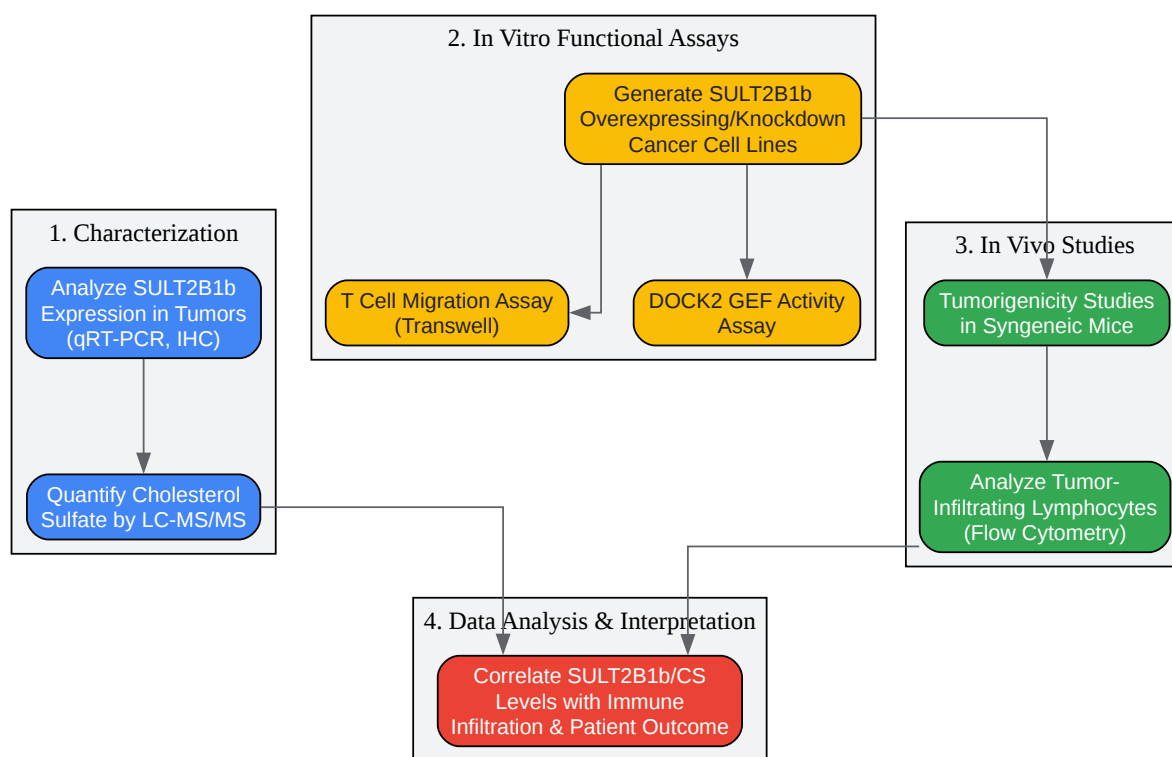 2. In Vitro Functional Assays
Generate SULT2B1b
Overexpressing/Knockdown
Cancer Cell Lines
T Cell Migration Assay
(Transwell)
DOCK2 GEF Activity
Assay
1. Characterization
Analyze SULT2B1b
Expression in Tumors
(qRT-PCR, IHC)
Quantify Cholesterol
Sulfate by LC-MS/MS
3. In Vivo Studies
Tumorigenicity Studies
in Syngeneic Mice
Analyze Tumor-
Infiltrating Lymphocytes
(Flow Cytometry)
4. Data Analysis & Interpretation
Correlate SULT2B1b/CS
Levels with Immune
Infiltration & Patient Outcome